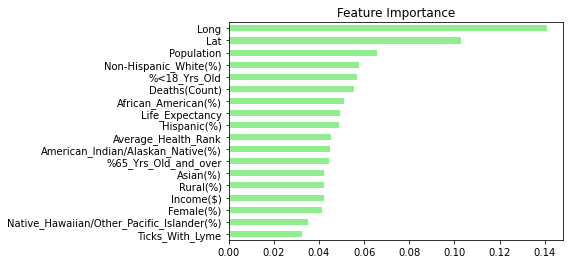 Feature Importance
Long
Lat
Population
Non-Hispanic_White(%)
%<18_Yrs_Old
Deaths(Count)
African_American(%)
Life_Expectancy
Hispanic(%)
Average_Health_Rank
American_Indian/Alaskan_Native(%)
%65_Yrs_Old_and_over
Asian(%)
Rural(%)
Income($)
Female(%)
Native_Hawaiian/Other_Pacific_Islander(%)
Ticks_With_Lyme
0.00 0.02 0.04 0.06 0.08 0.10 0.12 0.14